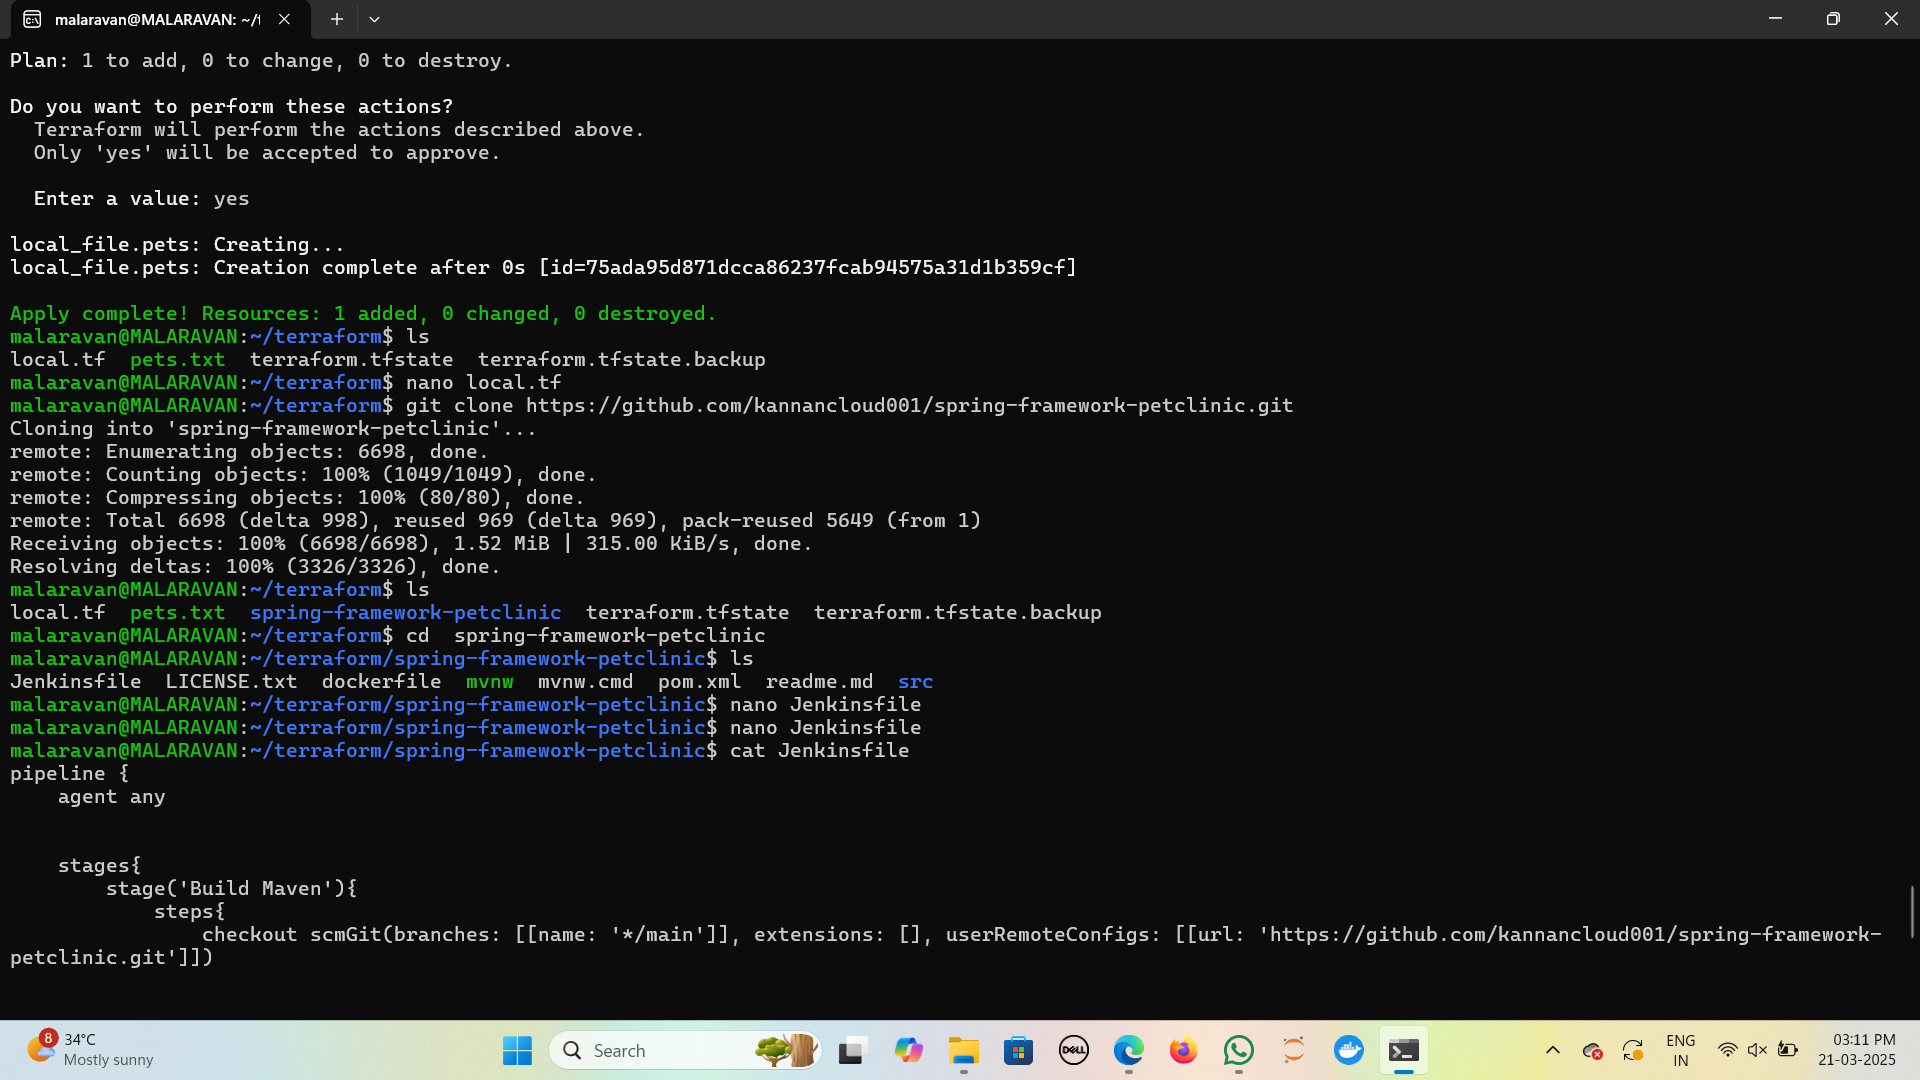 malaravan@MALARAVAN: ~/t
Plan: 1 to add, 0 to change, 0 to destroy.
Do you want to perform these actions?
  Terraform will perform the actions described above.
  Only 'yes' will be accepted to approve.
  Enter a value: yes
local_file.pets: Creating...
local_file.pets: Creation complete after 0s [id=75ada95d871dcca86237fcab94575a31d1b359cf]
Apply complete! Resources: 1 added, 0 changed, 0 destroyed.
malaravan@MALARAVAN:~/terraform$ ls
local.tf  pets.txt  terraform.tfstate  terraform.tfstate.backup
malaravan@MALARAVAN:~/terraform$ nano local.tf
malaravan@MALARAVAN:~/terraform$ git clone https://github.com/kannancloud001/spring-framework-petclinic.git
Cloning into 'spring-framework-petclinic'...
remote: Enumerating objects: 6698, done.
remote: Counting objects: 100% (1049/1049), done.
remote: Compressing objects: 100% (80/80), done.
remote: Total 6698 (delta 998), reused 969 (delta 969), pack-reused 5649 (from 1)
Receiving objects: 100% (6698/6698), 1.52 MiB | 315.00 KiB/s, done.
Resolving deltas: 100% (3326/3326), done.
malaravan@MALARAVAN:~/terraform$ ls
local.tf  pets.txt  spring-framework-petclinic  terraform.tfstate  terraform.tfstate.backup
malaravan@MALARAVAN:~/terraform$ cd  spring-framework-petclinic
malaravan@MALARAVAN:~/terraform/spring-framework-petclinic$ ls
Jenkinsfile  LICENSE.txt  dockerfile  mvnw  mvnw.cmd  pom.xml  readme.md  src
malaravan@MALARAVAN:~/terraform/spring-framework-petclinic$ nano Jenkinsfile
malaravan@MALARAVAN:~/terraform/spring-framework-petclinic$ nano Jenkinsfile
malaravan@MALARAVAN:~/terraform/spring-framework-petclinic$ cat Jenkinsfile
pipeline {
    agent any
    stages{
        stage('Build Maven'){
            steps{
                checkout scmGit(branches: [[name: '*/main']], extensions: [], userRemoteConfigs: [[url: 'https://github.com/kannancloud001/spring-framework-
petclinic.git']])
8
34°C
Mostly sunny
Search
DELL
ENG
IN
03:11 PM
21-03-2025